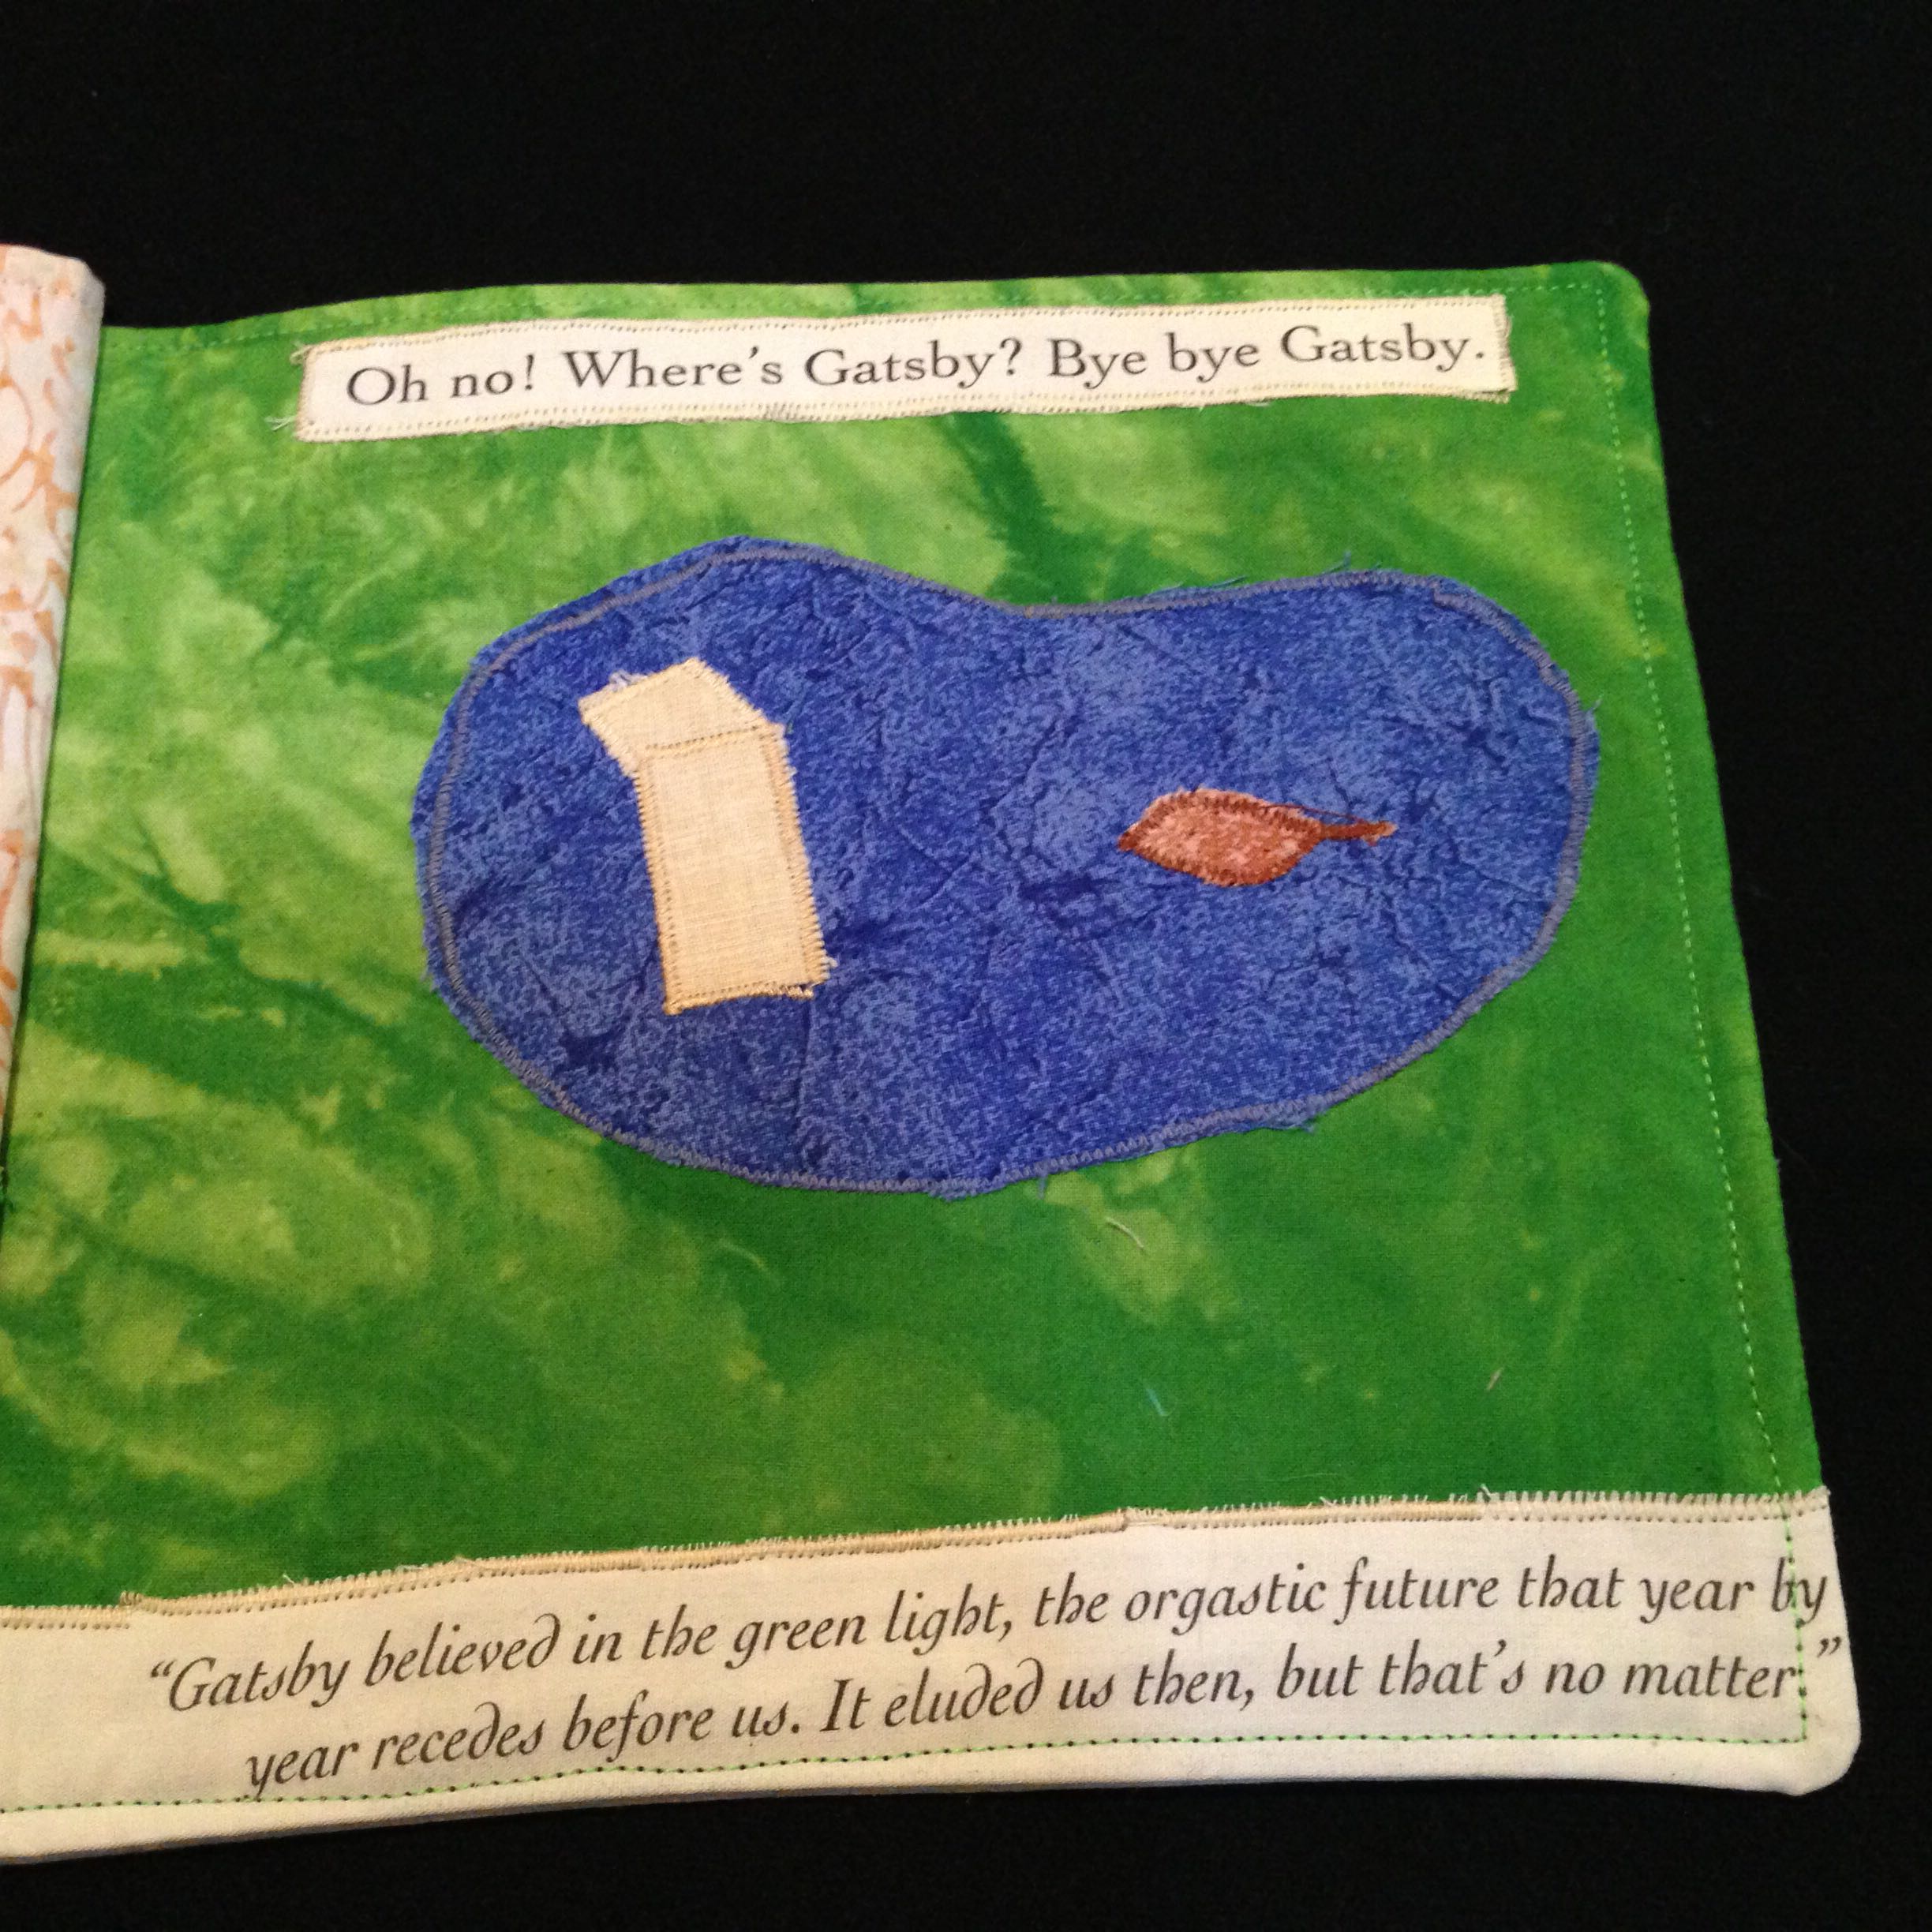 Oh no! Where's Gatsby? Bye bye Gatsby.
“Gatsby believed in the green light, the orgastic future that year by
year recedes before us. It eluded us then, but that's no matter.”